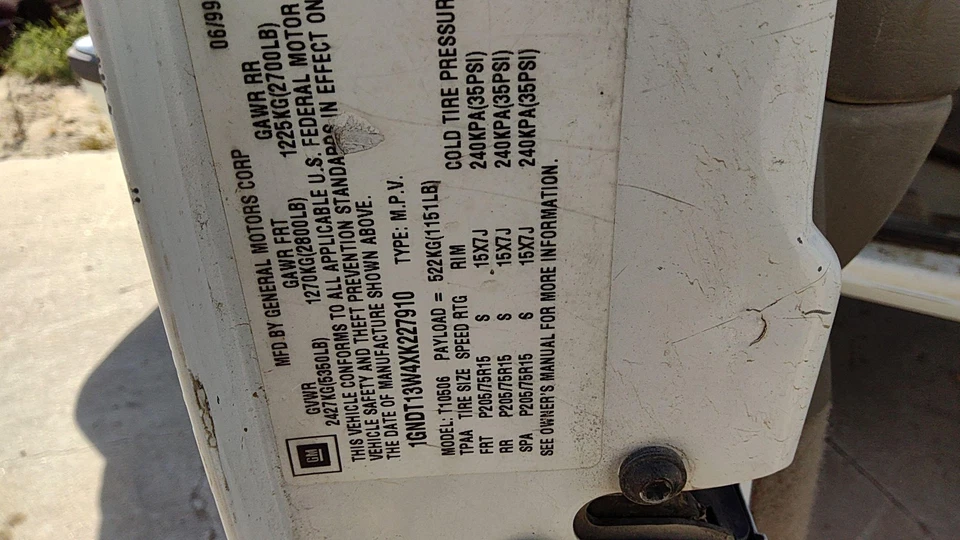 GM
MFD BY GENERAL MOTORS CORP 06/99
GVWR GAWR FRT GAWR RR
2427KG(5350LB) 1270KG(2800LB) 1225KG(2700LB)
THIS VEHICLE CONFORMS TO ALL APPLICABLE U.S. FEDERAL MOTOR
VEHICLE SAFETY AND THEFT PREVENTION STANDARDS IN EFFECT ON
THE DATE OF MANUFACTURE SHOWN ABOVE.
1GNDT13W4XK227910 TYPE: M.P.V.
MODEL: T10506 PAYLOAD = 522KG(1151LB)
TPAA TIRE SIZE SPEED RTG RIM COLD TIRE PRESSUR
FRT P205/75R15 S 15X7J 240KPA(35PSI)
RR P205/75R15 S 15X7J 240KPA(35PSI)
SPA P205/75R15 S 15X7J 240KPA(35PSI)
SEE OWNER'S MANUAL FOR MORE INFORMATION.